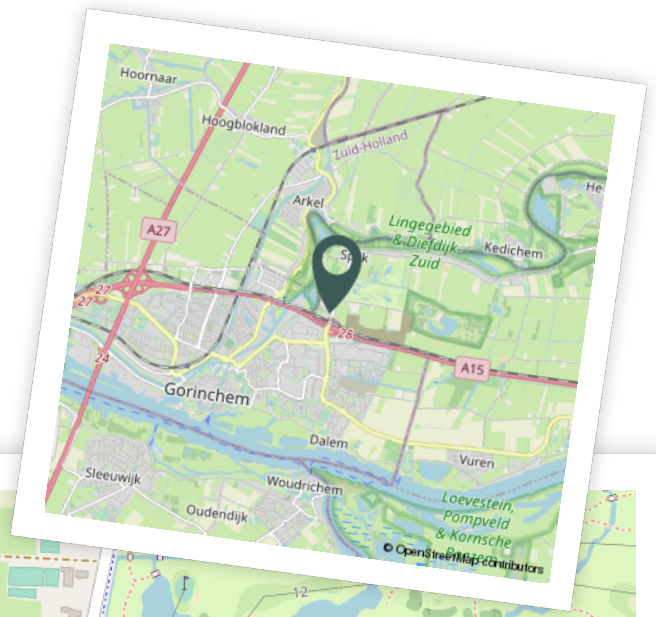 Hoornaar
Hoogblokland
Zuid-Holland
He
Arkel
A27
Lingegebied
& Diefdijk
Zuid
Kedichem
27
27
28
24
A15
Gorinchem
Dalem
Vuren
Sleeuwijk
Woudrichem
Oudendijk
Loevestein,
Pompveld
& Kornsche
© OpenStreetMap contributors
12